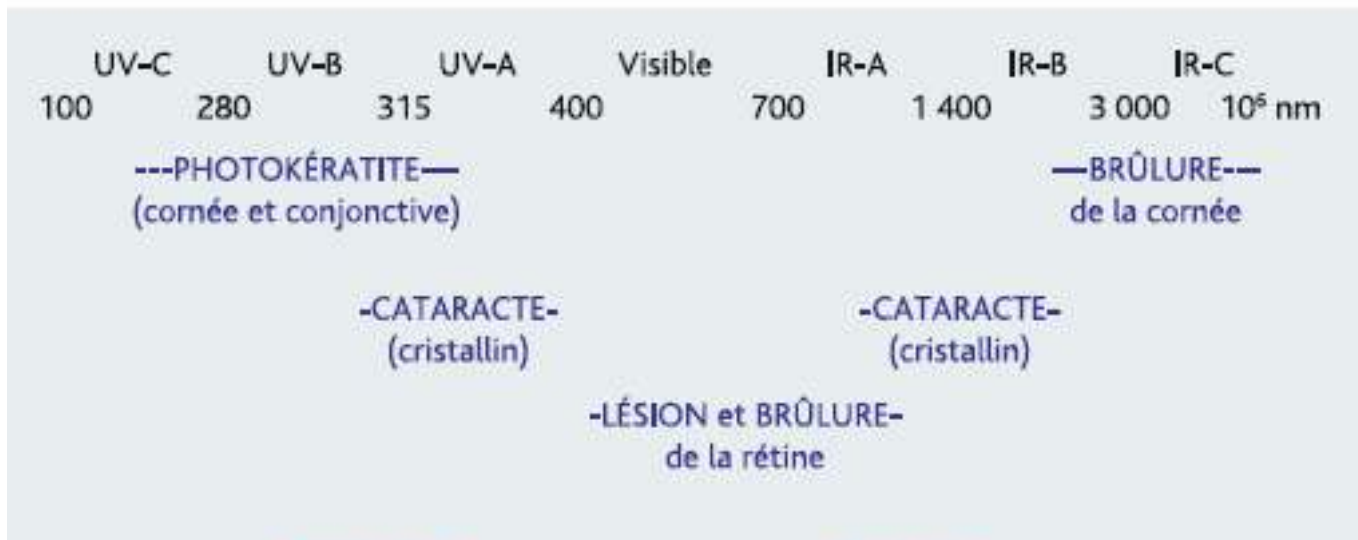 UV-C UV-B UV-A Visible IR-A IR-B IR-C
100 280 315 400 700 1 400 3 000 10⁶ nm
---PHOTOKÉRATITE— —BRÛLURE---
(cornée et conjonctive) de la cornée
-CATARACTE- -CATARACTE-
(cristallin) (cristallin)
-LÉSION et BRÛLURE-
de la rétine